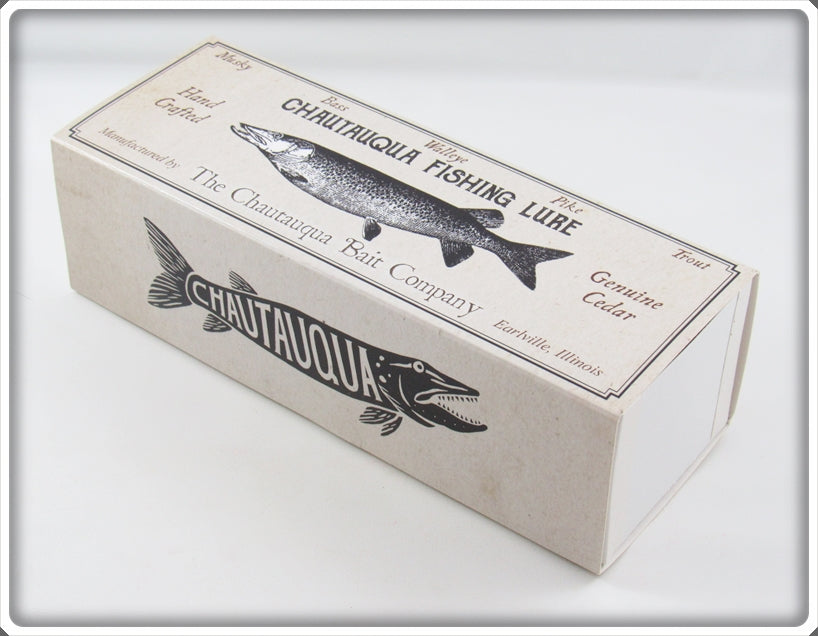 Musky
Bass
Walleye
Pike
Trout
Hand
Crafted
CHAUTAUQUA FISHING LURE
Genuine
Cedar
Manufactured by
The Chautauqua Bait Company
Earlville, Illinois
CHAUTAUQUA